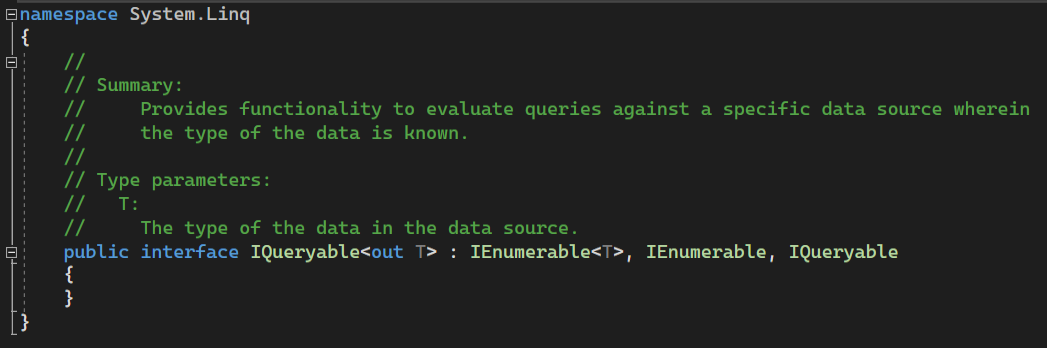 namespace System.Linq
{
//
// Summary:
//     Provides functionality to evaluate queries against a specific data source wherein
//     the type of the data is known.
//
// Type parameters:
//   T:
//     The type of the data in the data source.
public interface IQueryable<out T> : IEnumerable<T>, IEnumerable, IQueryable
{
}
}